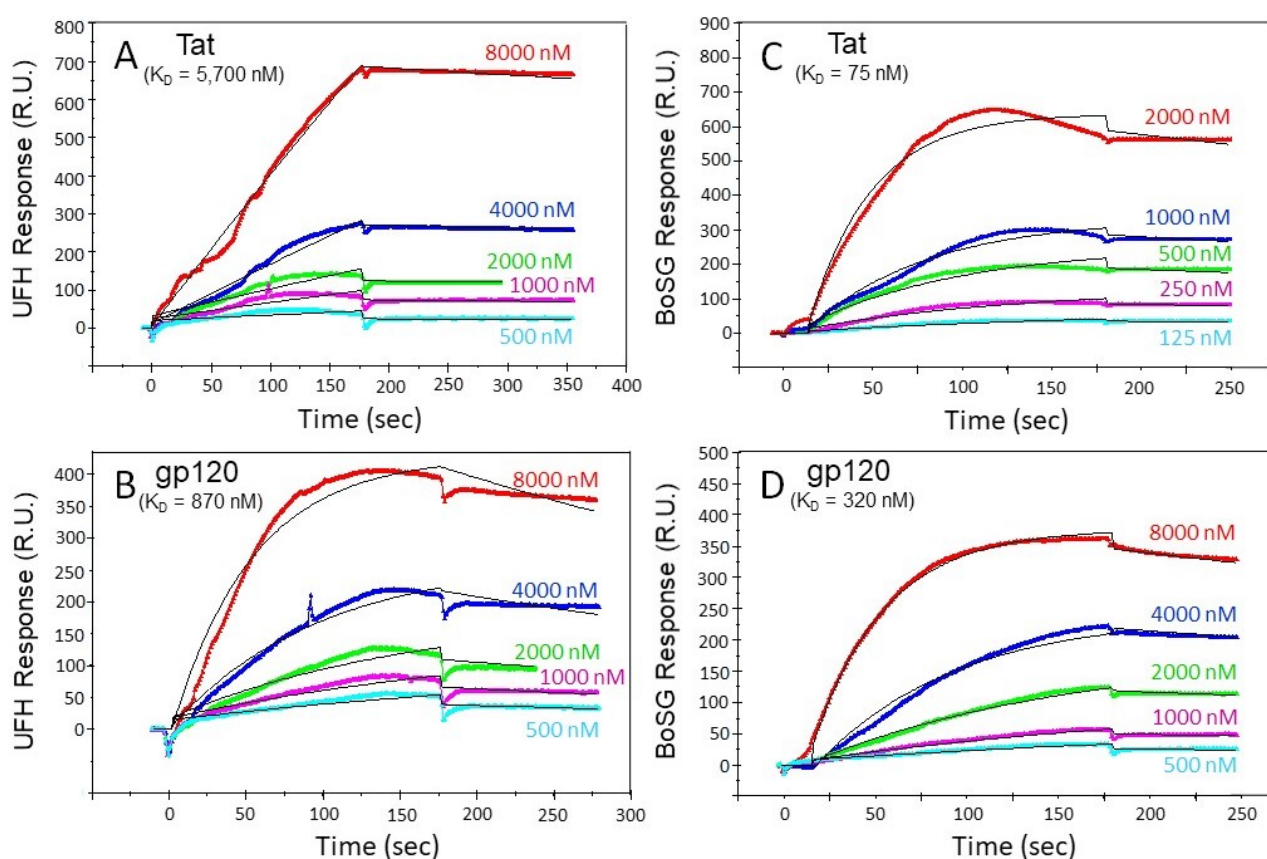 A
Tat
(KD = 5,700 nM)
UFH Response (R.U.)
800
700
600
500
400
300
200
100
0
8000 nM
4000 nM
2000 nM
1000 nM
500 nM
0 50 100 150 200 250 300 350 400
Time (sec)
C
Tat
(KD = 75 nM)
BoSG Response (R.U.)
900
800
700
600
500
400
300
200
100
0
2000 nM
1000 nM
500 nM
250 nM
125 nM
0 50 100 150 200 250
Time (sec)
B
gp120
(KD = 870 nM)
UFH Response (R.U.)
400
350
300
250
200
150
100
50
0
8000 nM
4000 nM
2000 nM
1000 nM
500 nM
0 50 100 150 200 250 300
Time (sec)
D
gp120
(KD = 320 nM)
BoSG Response (R.U.)
500
450
400
350
300
250
200
150
100
50
0
8000 nM
4000 nM
2000 nM
1000 nM
500 nM
0 50 100 150 200 250
Time (sec)